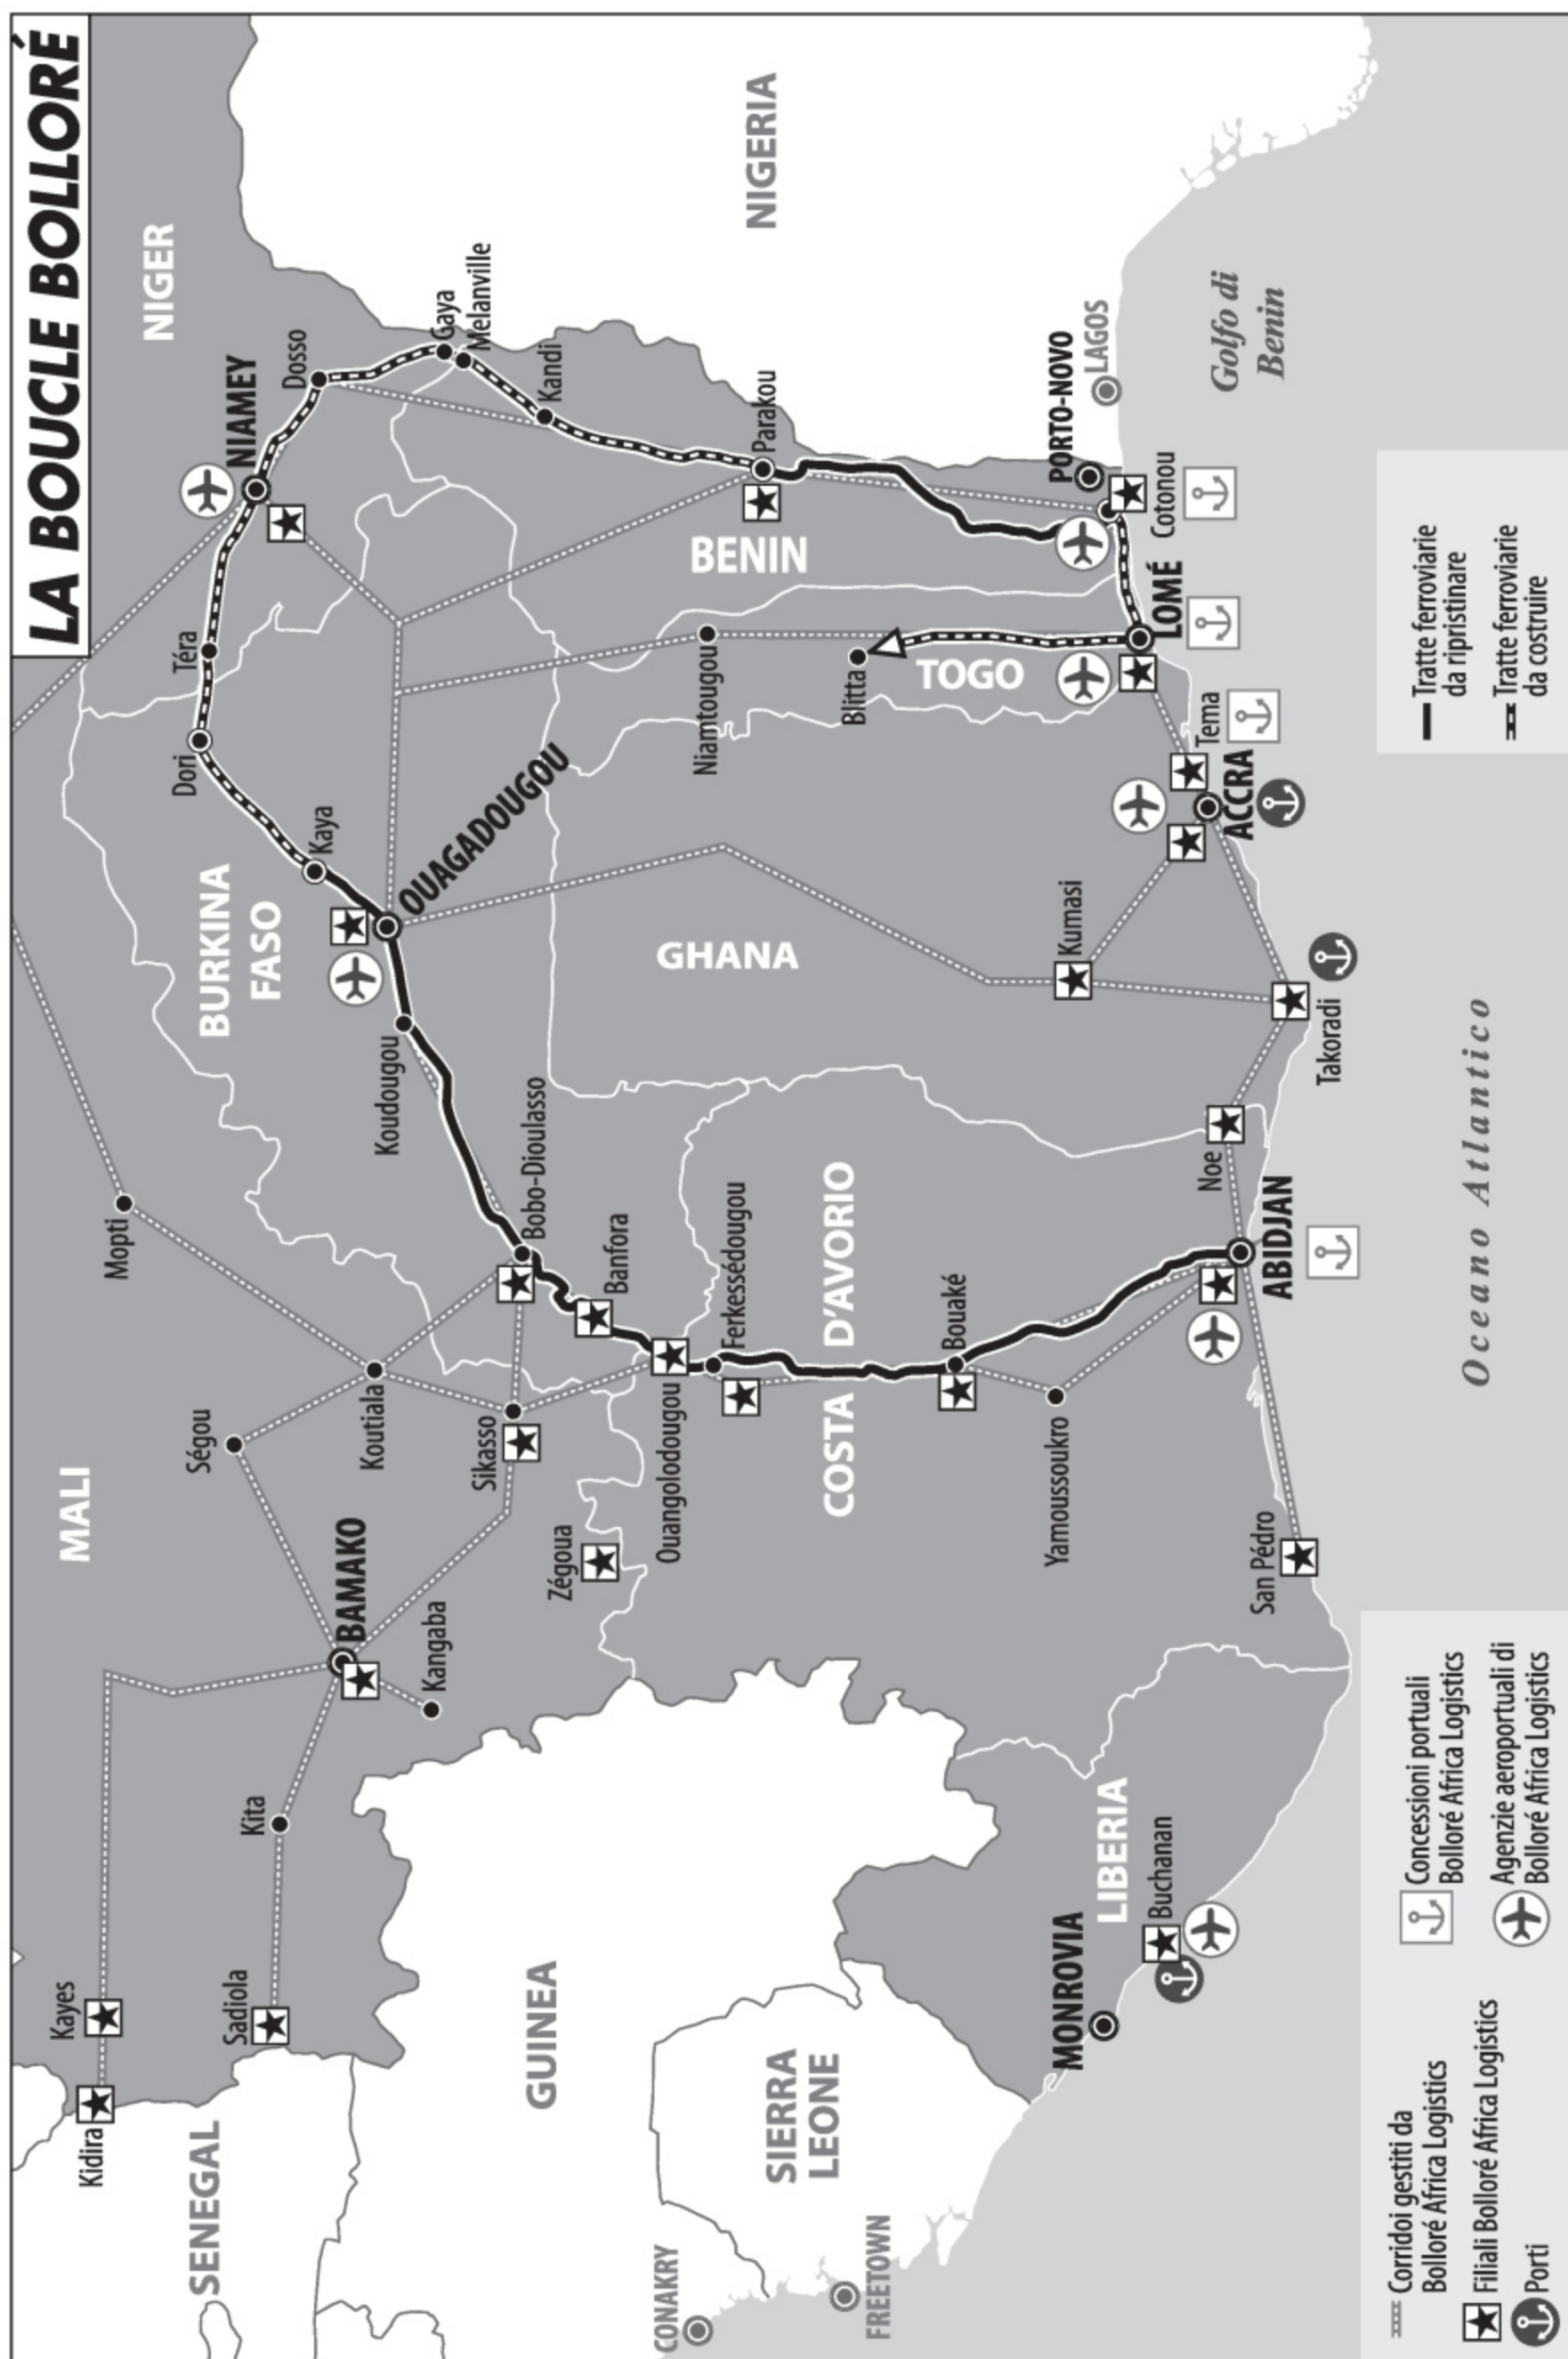 LA BOUCLE BOLLORÉ
MALI
NIGER
Kayes
Kidira
Sadiola
Kita
BAMAKO
Kangaba
Ségou
Mopti
Koutiala
Sikasso
Zégoua
SENEGAL
GUINEA
CONAKRY
SIERRA
LEONE
FREETOWN
LIBERIA
MONROVIA
Buchanan
BURKINA
FASO
Dori
Téra
NIAMEY
Dosso
Gaya
Melanville
Kandi
Kaya
OUAGADOUGOU
Koudougou
Bobo-Dioulasso
Banfora
Ouangolodougou
Ferkessédougou
COSTA D'AVORIO
Bouaké
Yamoussoukro
San Pédro
ABIDJAN
Noe
GHANA
Kumasi
Takoradi
ACCRA
Tema
TOGO
Niamtougou
Blitta
LOMÉ
BENIN
Parakou
Cotonou
PORTO-NOVO
NIGERIA
LAGOS
Golfo di
Benin
Oceano Atlantico
Corridoi gestiti da
Bolloré Africa Logistics
Filiali Bolloré Africa Logistics
Porti
Concessioni portuali
Bolloré Africa Logistics
Agenzie aeroportuali di
Bolloré Africa Logistics
Tratte ferroviarie
da ripristinare
Tratte ferroviarie
da costruire